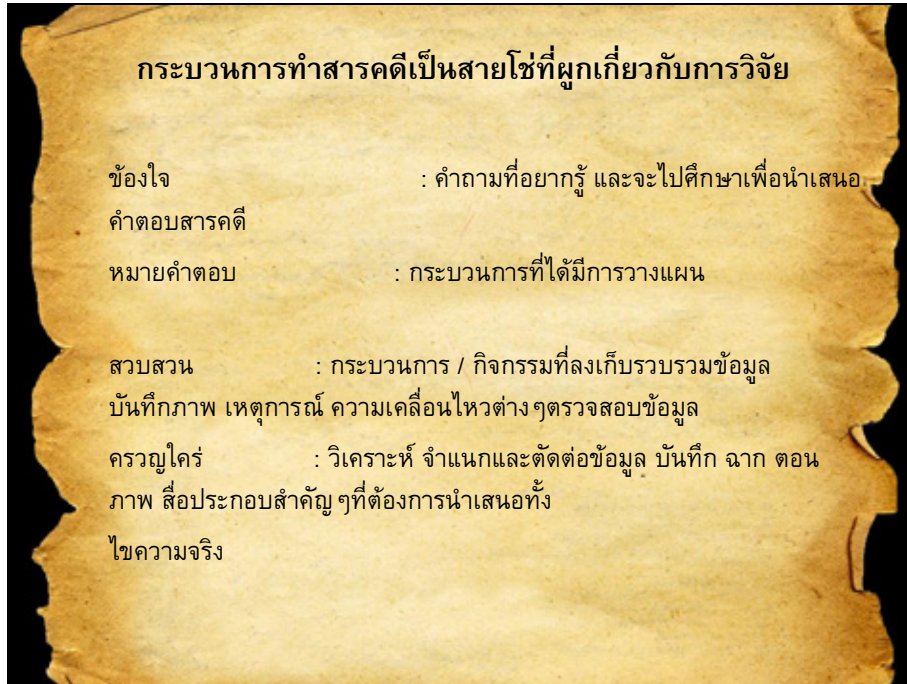 กระบวนการทำสารคดีเป็นสายโซ่ที่ผูกเกี่ยวกับการวิจัย
ข้องใจ : คำถามที่อยากรู้ และจะไปศึกษาเพื่อนำเสนอ
คำตอบสารคดี
หมายคำตอบ : กระบวนการที่ได้มีการวางแผน
สวบสวน : กระบวนการ / กิจกรรมที่ลงเก็บรวบรวมข้อมูล
บันทึกภาพ เหตุการณ์ ความเคลื่อนไหวต่างๆตรวจสอบข้อมูล
ครวญใคร่ : วิเคราะห์ จำแนกและตัดต่อข้อมูล บันทึก ฉาก ตอน
ภาพ สื่อประกอบสำคัญๆที่ต้องการนำเสนอทั้ง
ไขความจริง